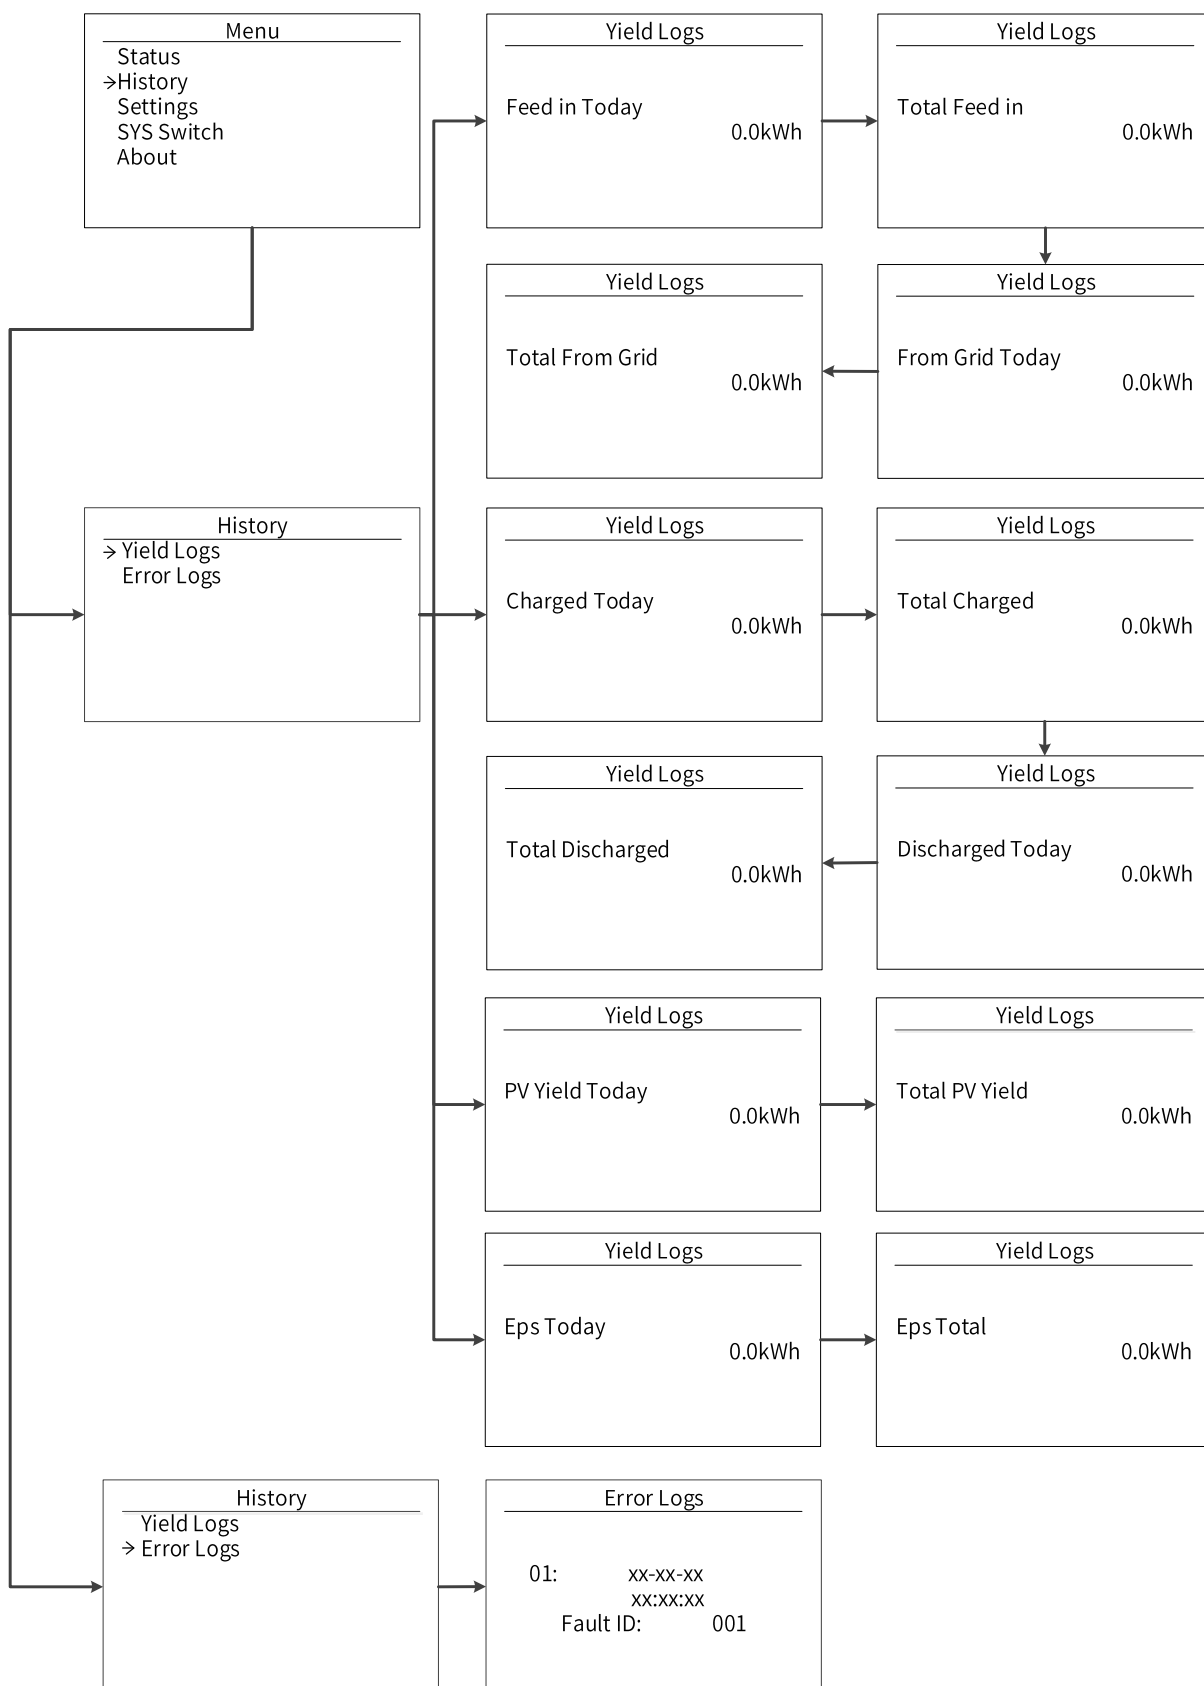 Menu
Status
→History
Settings
SYS Switch
About
Yield Logs
Feed in Today
0.0kWh
Yield Logs
Total Feed in
0.0kWh
Yield Logs
Total From Grid
0.0kWh
Yield Logs
From Grid Today
0.0kWh
History
→ Yield Logs
Error Logs
Yield Logs
Charged Today
0.0kWh
Yield Logs
Total Charged
0.0kWh
Yield Logs
Total Discharged
0.0kWh
Yield Logs
Discharged Today
0.0kWh
Yield Logs
PV Yield Today
0.0kWh
Yield Logs
Total PV Yield
0.0kWh
Yield Logs
Eps Today
0.0kWh
Yield Logs
Eps Total
0.0kWh
History
Yield Logs
→ Error Logs
Error Logs
01: xx-xx-xx
xx:xx:xx
Fault ID: 001